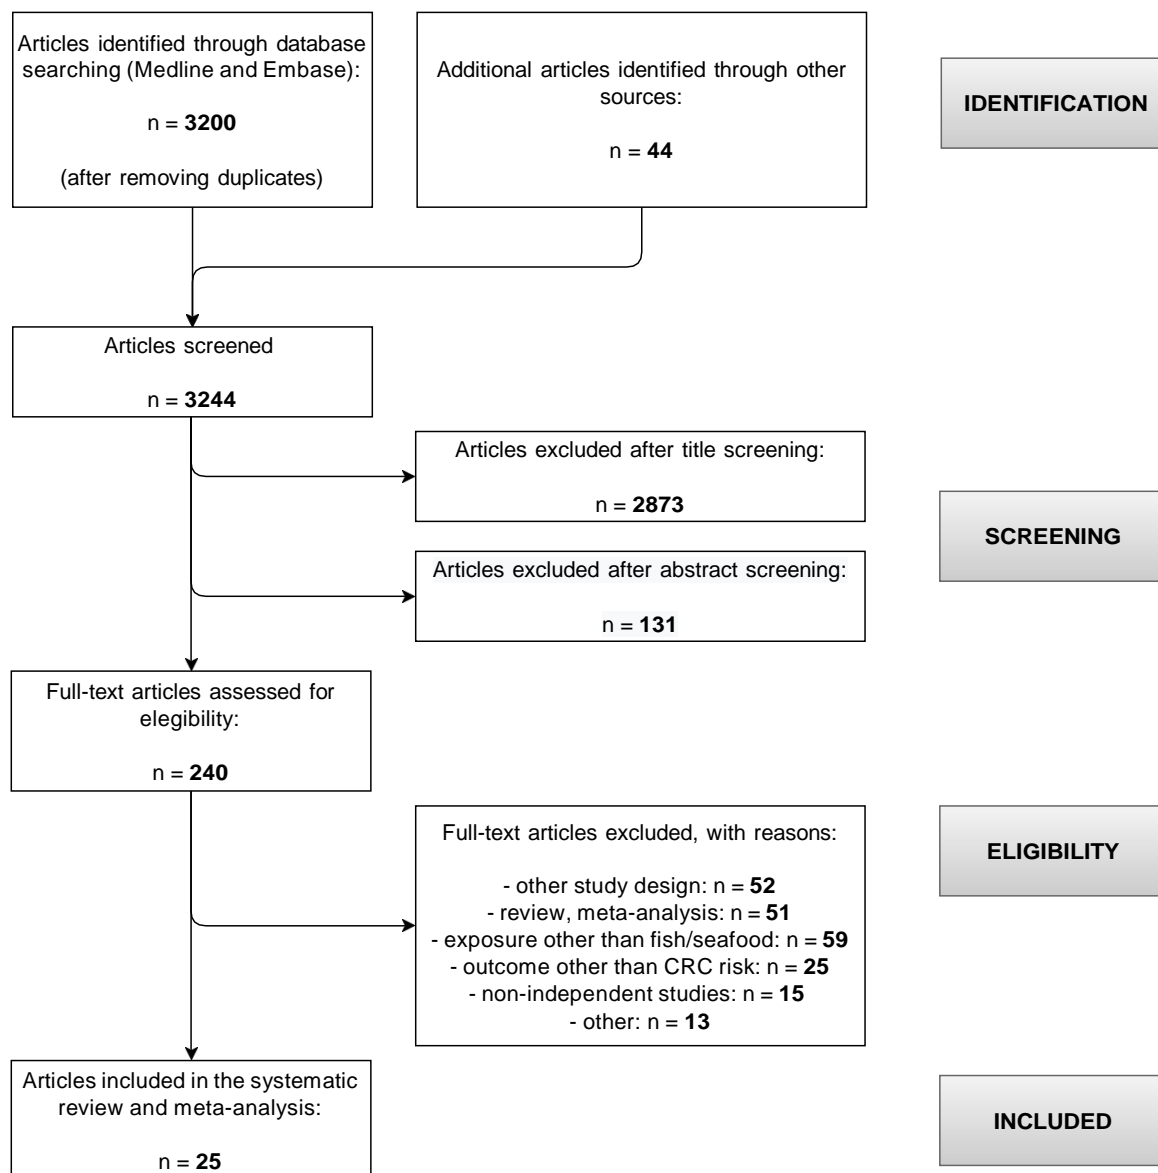 Articles identified through database
searching (Medline and Embase):
n = 3200
(after removing duplicates)
Additional articles identified through other
sources:
n = 44
IDENTIFICATION
Articles screened
n = 3244
Articles excluded after title screening:
n = 2873
SCREENING
Articles excluded after abstract screening:
n = 131
Full-text articles assessed for
elegibility:
n = 240
Full-text articles excluded, with reasons:
- other study design: n = 52
- review, meta-analysis: n = 51
- exposure other than fish/seafood: n = 59
- outcome other than CRC risk: n = 25
- non-independent studies: n = 15
- other: n = 13
ELIGIBILITY
Articles included in the systematic
review and meta-analysis:
n = 25
INCLUDED